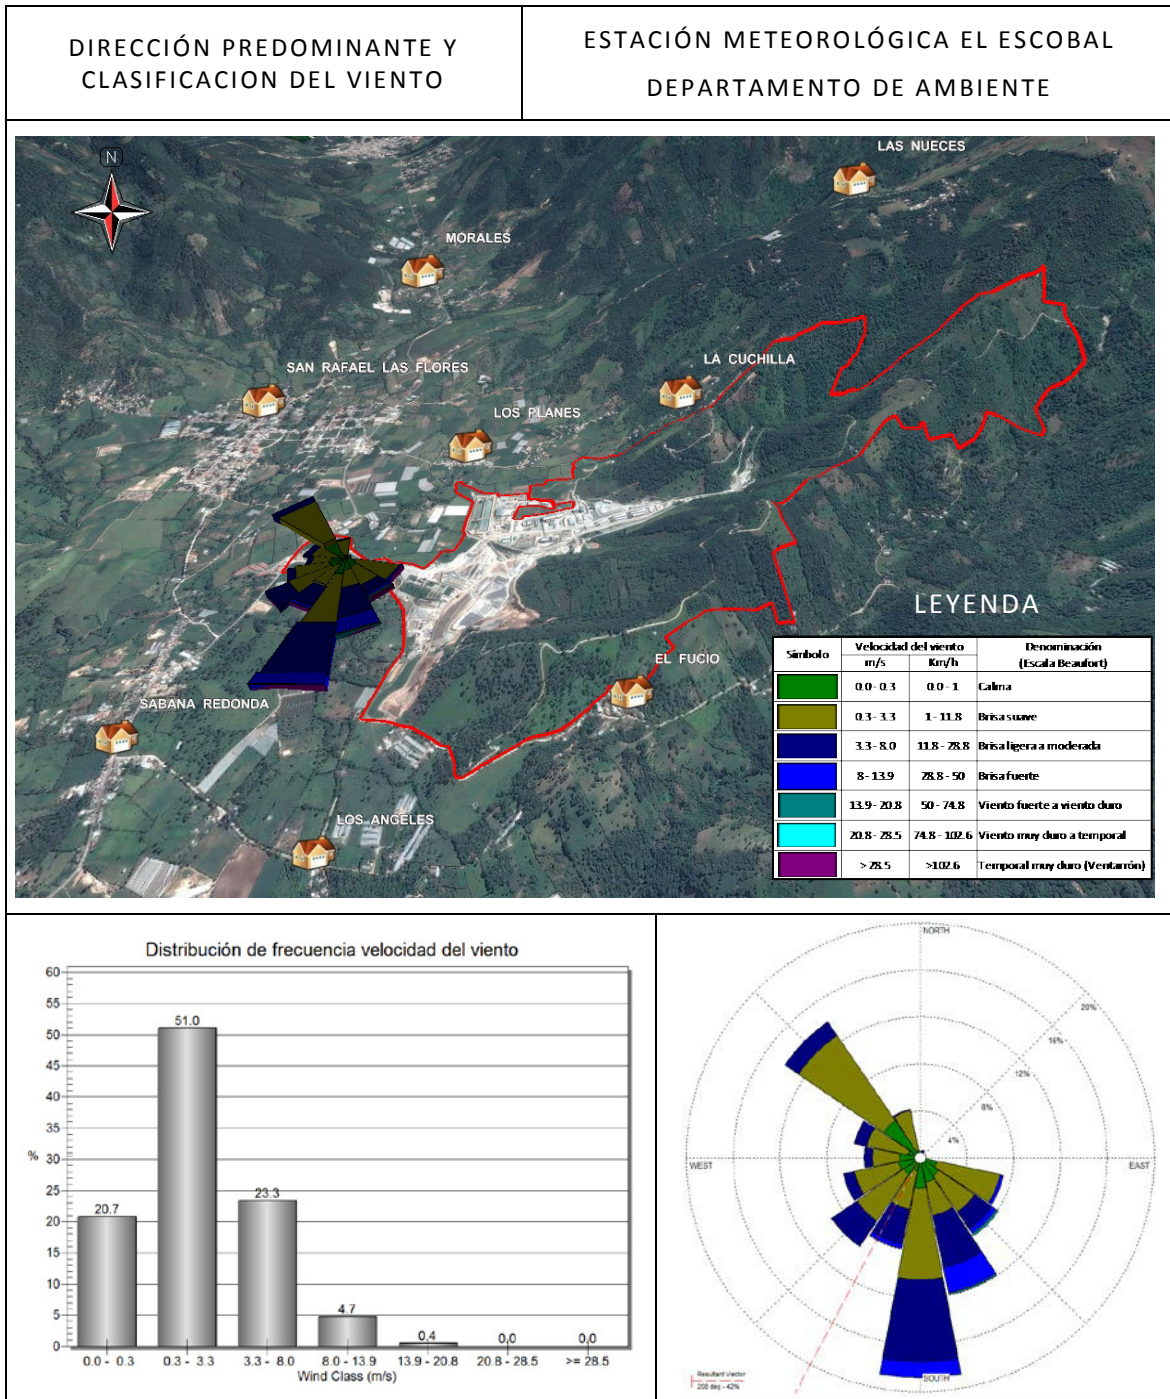 DIRECCIÓN PREDOMINANTE Y
CLASIFICACION DEL VIENTO
ESTACIÓN METEOROLÓGICA EL ESCOBAL
DEPARTAMENTO DE AMBIENTE
N
LAS NUECES
MORALES
SAN RAFAEL LAS FLORES
LA CUCHILLA
LOS PLANES
EL FUCIO
SABANA REDONDA
LOS ANGELES
LEYENDA
Símbolo Velocidad del viento Denominación
m/s Km/h (Escala Beaufort)
0.0 - 0.3 0.0 - 1 Calma
0.3 - 3.3 1 - 11.8 Brisa suave
3.3 - 8.0 11.8 - 28.8 Brisa ligera a moderada
8 - 13.9 28.8 - 50 Brisa fuerte
13.9 - 20.8 50 - 74.8 Viento fuerte a viento duro
20.8 - 28.5 74.8 - 102.6 Viento muy duro a temporal
> 28.5 >102.6 Temporal muy duro (Ventarrón)
Distribución de frecuencia velocidad del viento
60
55
50
45
40
35
30
25
20
15
10
5
0
%
20.7
51.0
23.3
4.7
0.4
0.0
0.0
0.0 - 0.3
0.3 - 3.3
3.3 - 8.0
8.0 - 13.9
13.9 - 20.8
20.8 - 28.5
>= 28.5
Wind Class (m/s)
NORTH
20%
16%
12%
8%
4%
WEST
EAST
SOUTH
Resultant Vector
208 deg - 42%